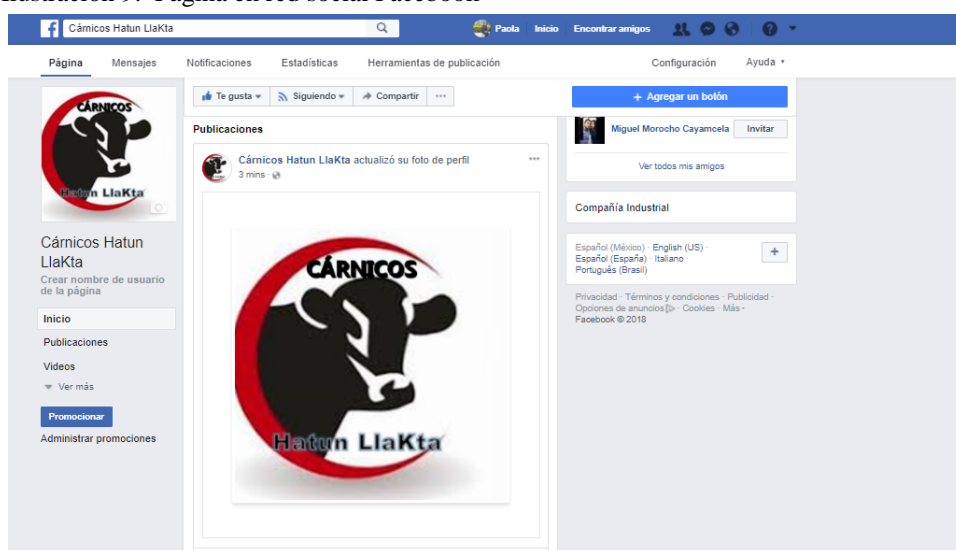 Ilustración 9. Página en red social Facebook
Cárnicos Hatun LlaKta
Paola Inicio Encontrar amigos
Página Mensajes Notificaciones Estadísticas Herramientas de publicación Configuración Ayuda
CÁRNICOS
Hatun LlaKta
Cárnicos Hatun
LlaKta
Crear nombre de usuario
de la página
Inicio
Publicaciones
Videos
Ver más
Promocionar
Administrar promociones
Te gusta Siguiendo Compartir ...
Publicaciones
Cárnicos Hatun LlaKta actualizó su foto de perfil ...
3 mins ·
CÁRNICOS
Hatun LlaKta
+ Agregar un botón
Miguel Morocho Cayamcela Invitar
Ver todos mis amigos
Compañía Industrial
Español (México) · English (US) ·
Español (España) · Italiano ·
Português (Brasil)
+
Privacidad · Términos y condiciones · Publicidad ·
Opciones de anuncios · Cookies · Más
Facebook © 2018